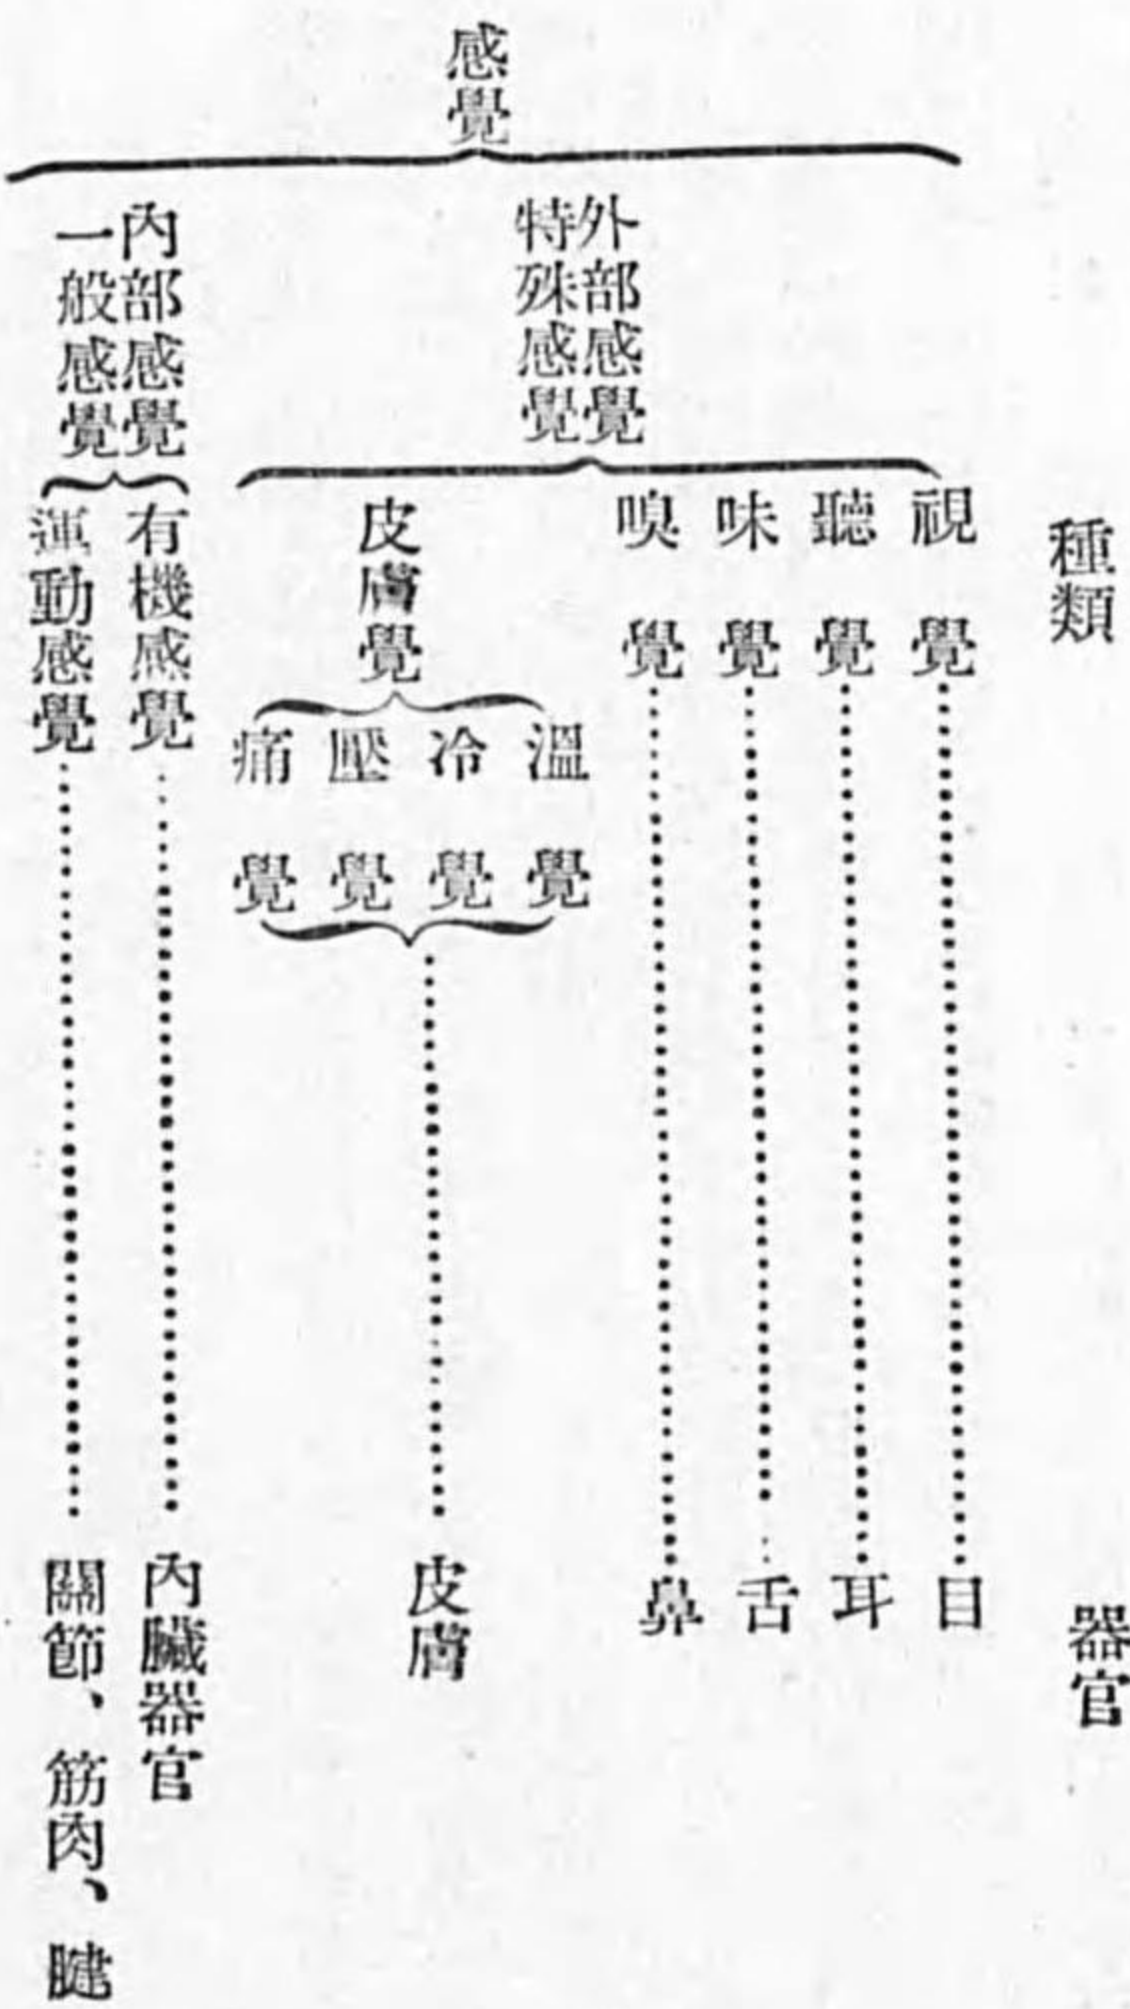 種類
器官
感覺
外部感覺
特殊感覺
視覺
目
聽覺
耳
味覺
舌
嗅覺
鼻
皮膚覺
溫覺
冷覺
壓覺
痛覺
皮膚
內部感覺
一般感覺
有機感覺
內臟器官
運動感覺
關節、筋肉、腱